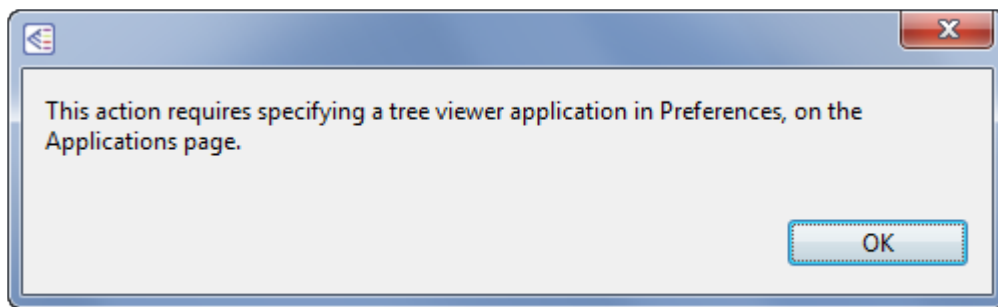 This action requires specifying a tree viewer application in Preferences, on the
Applications page.
OK